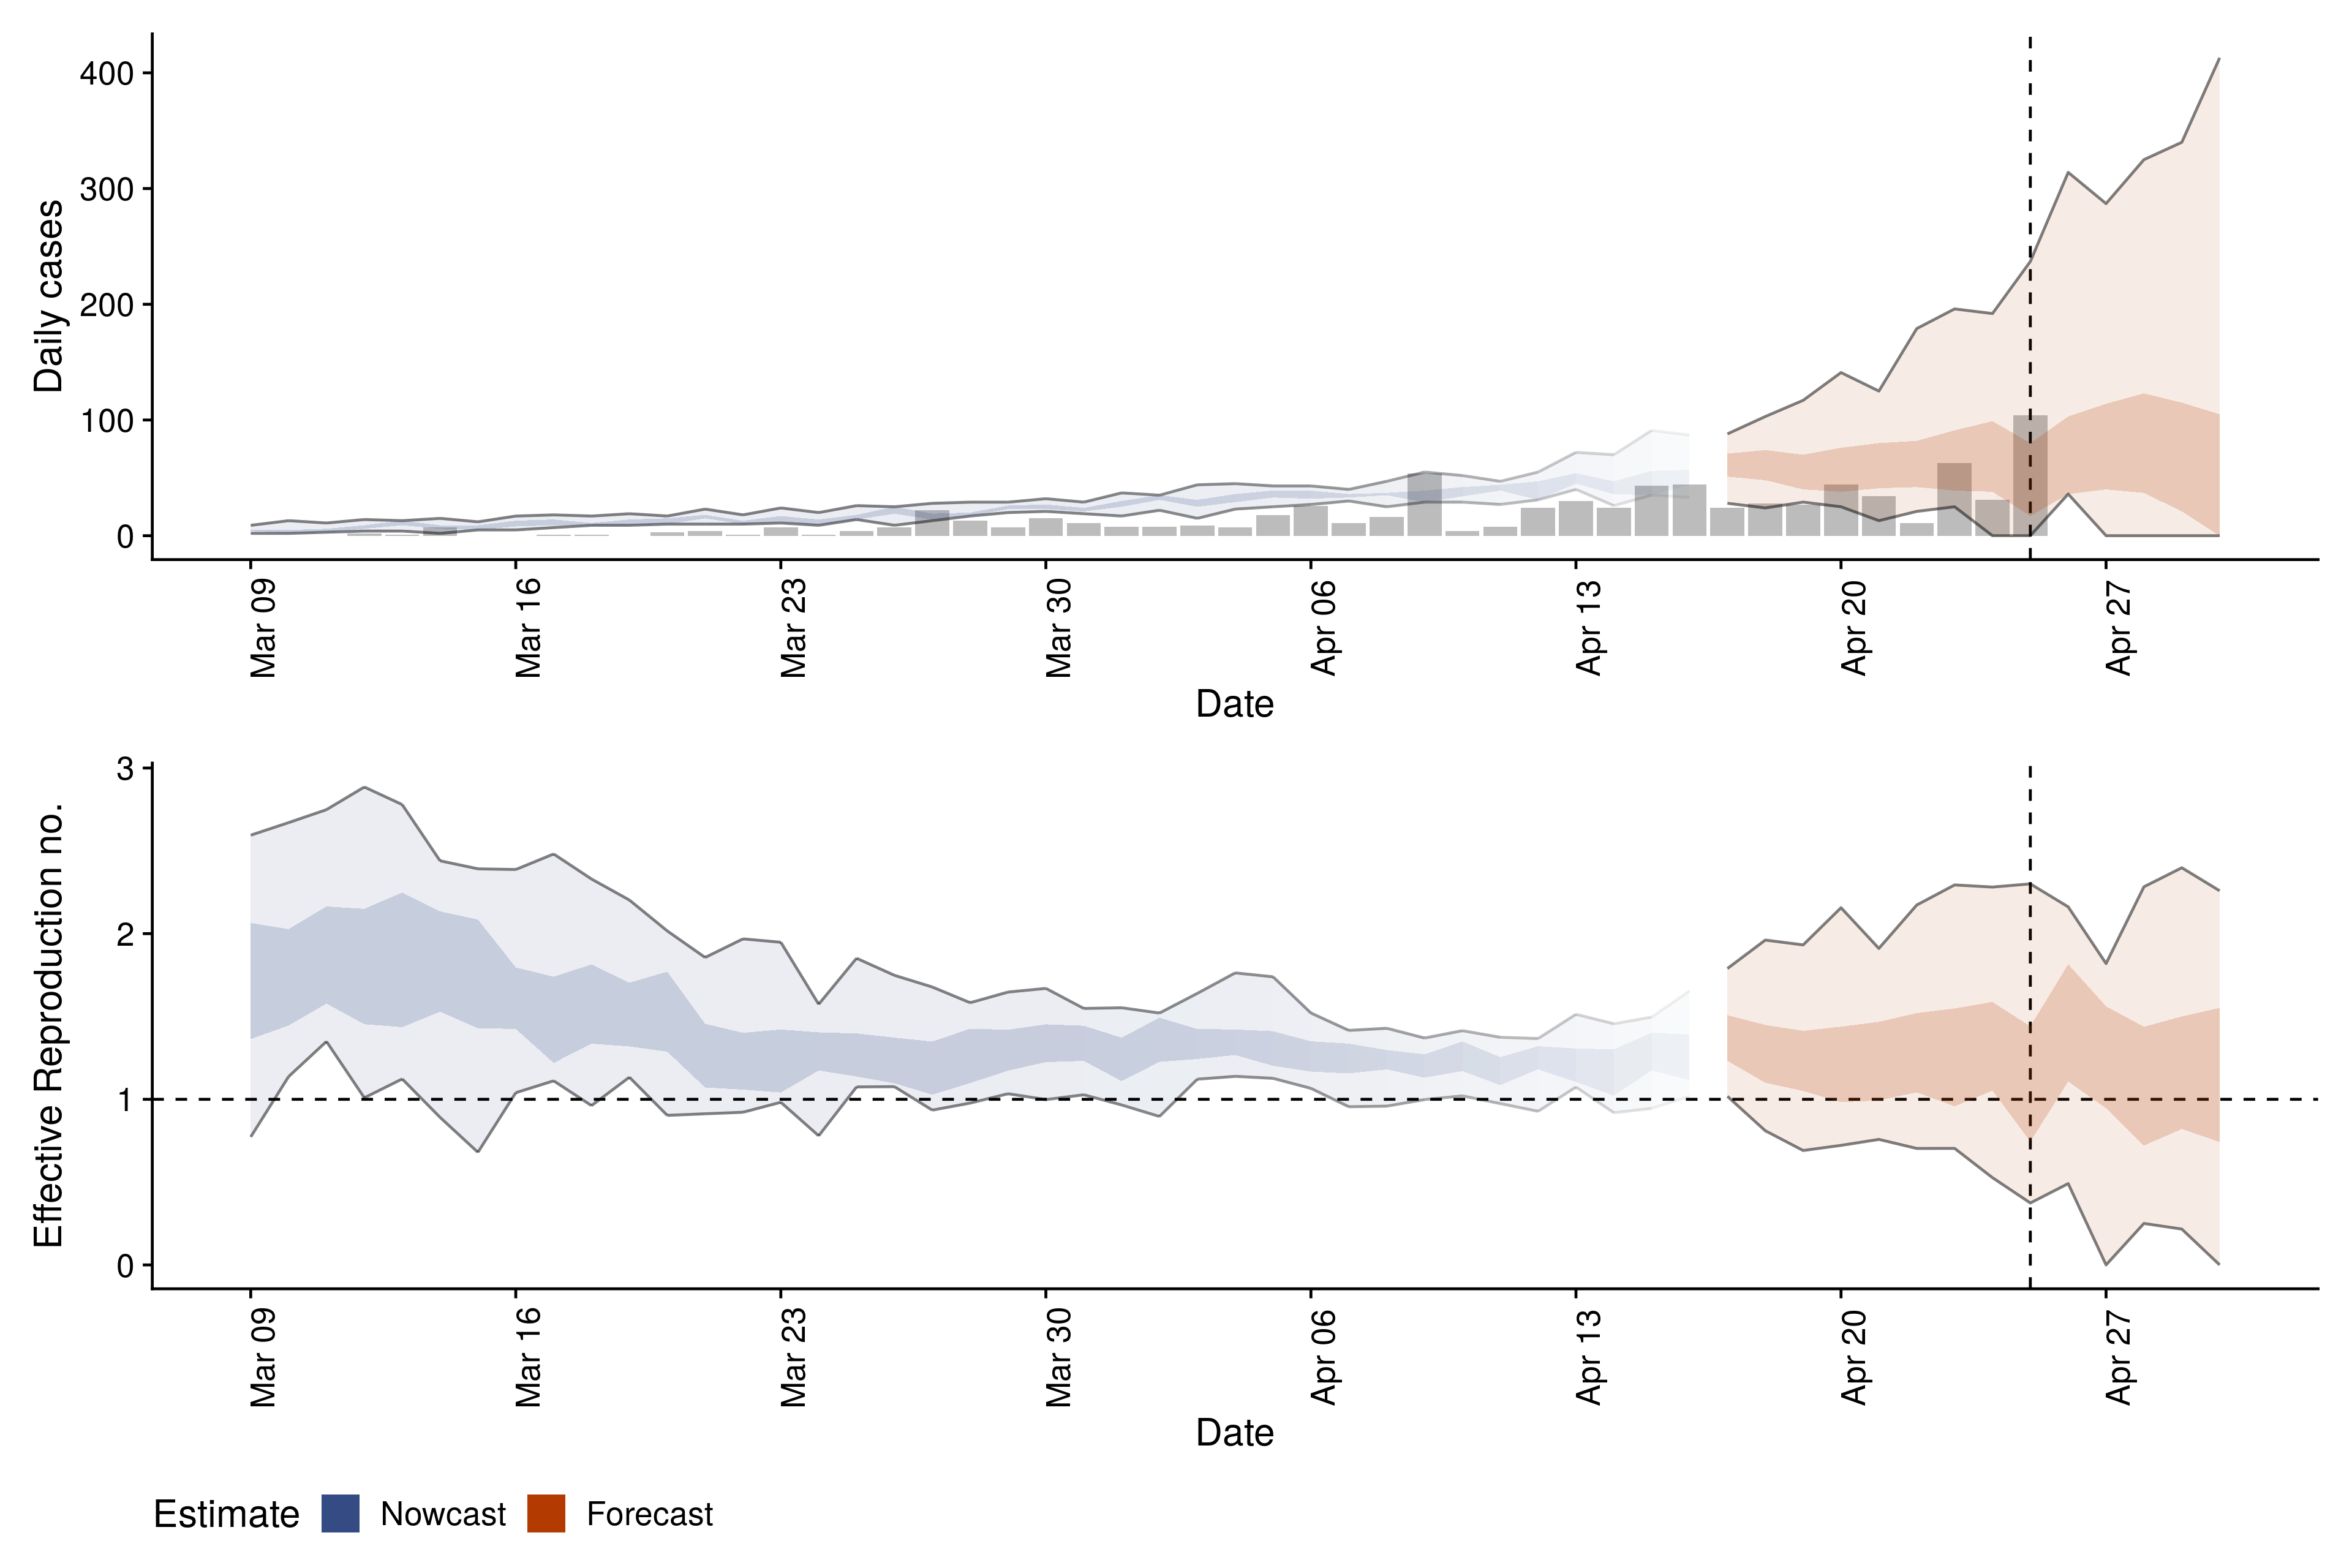 Daily cases
400
300
200
100
0
Mar 09
Mar 16
Mar 23
Mar 30
Apr 06
Apr 13
Apr 20
Apr 27
Date
Effective Reproduction no.
3
2
1
0
Mar 09
Mar 16
Mar 23
Mar 30
Apr 06
Apr 13
Apr 20
Apr 27
Date
Estimate Nowcast Forecast